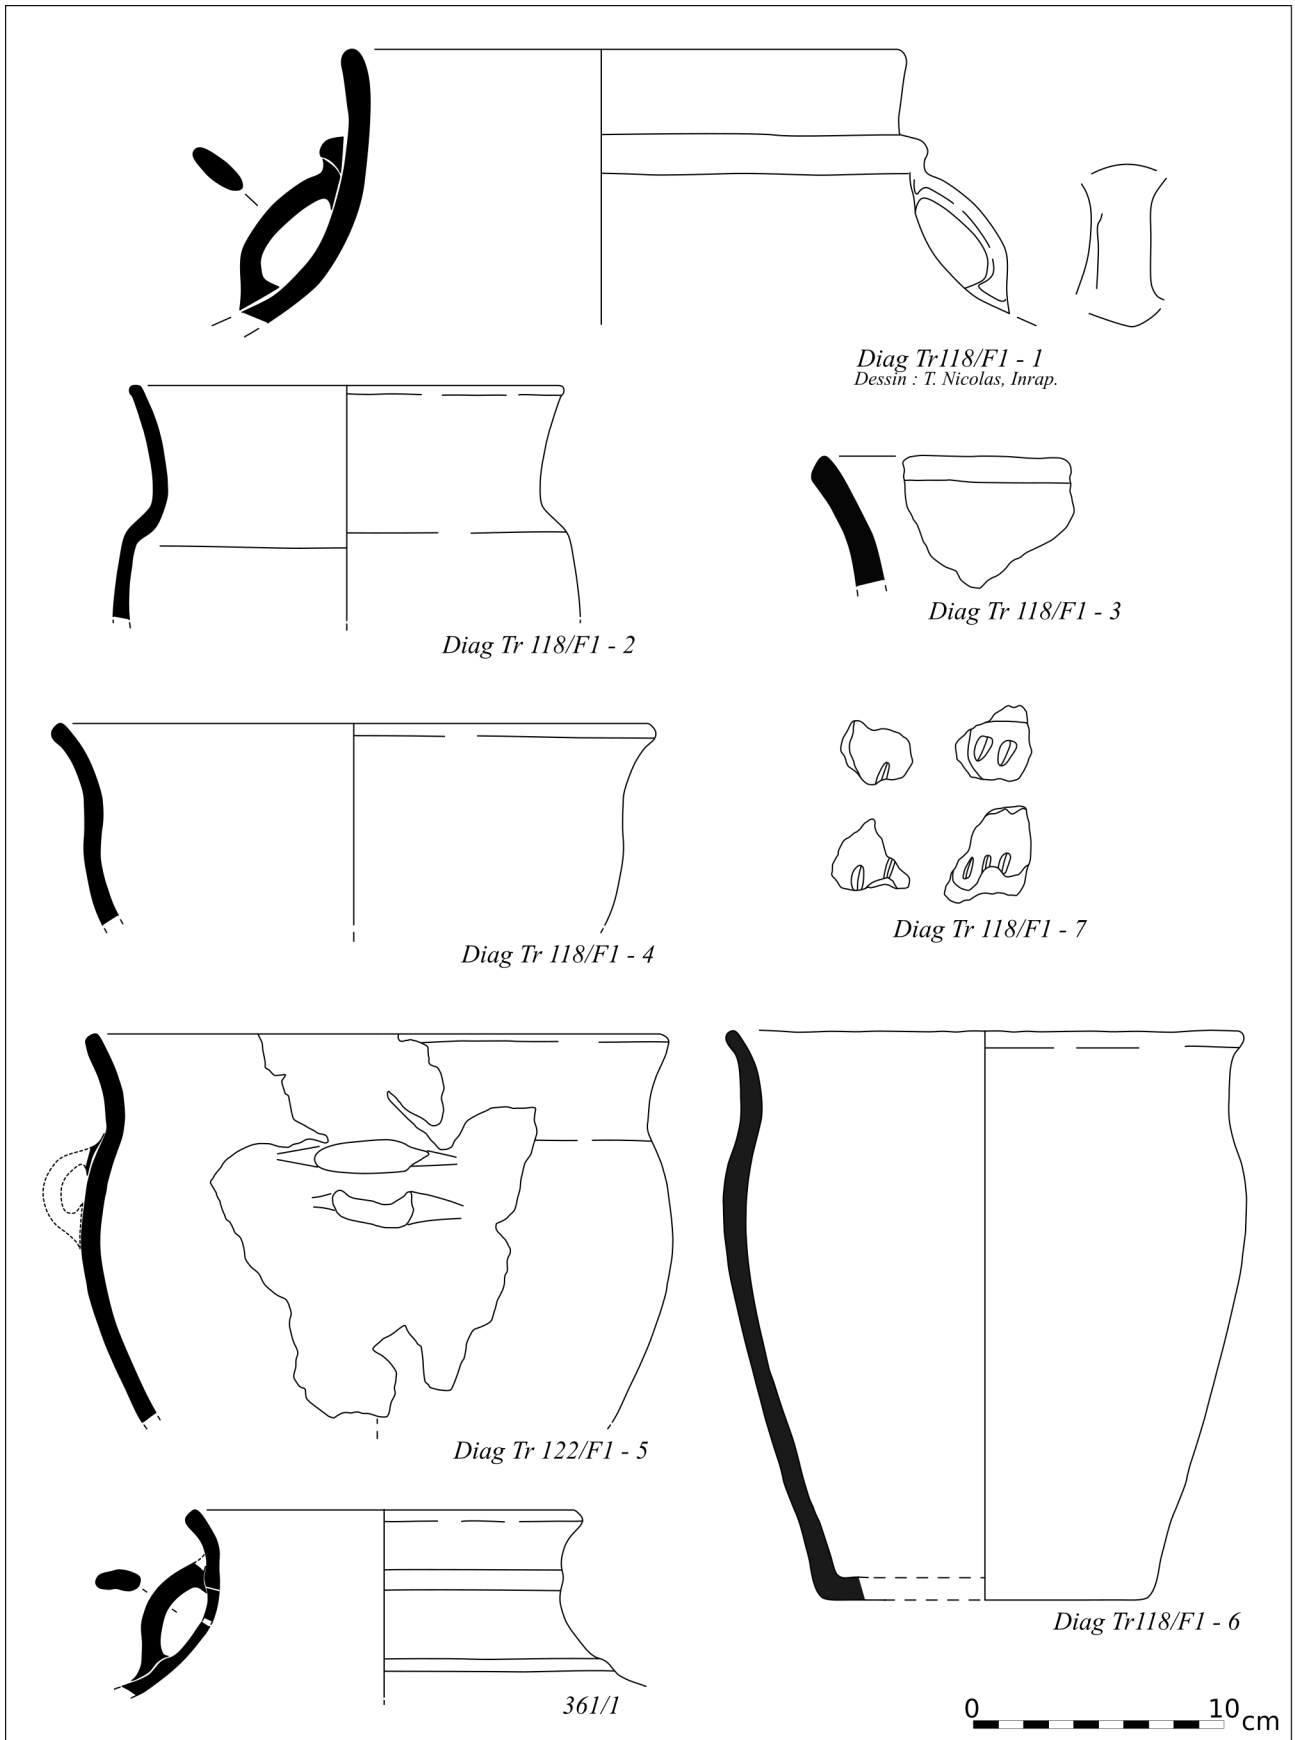 Diag Tr118/F1 - 1
Dessin : T. Nicolas, Inrap.
Diag Tr 118/F1 - 2
Diag Tr 118/F1 - 3
Diag Tr 118/F1 - 4
Diag Tr 118/F1 - 7
Diag Tr 122/F1 - 5
Diag Tr118/F1 - 6
361/1
0 10 cm